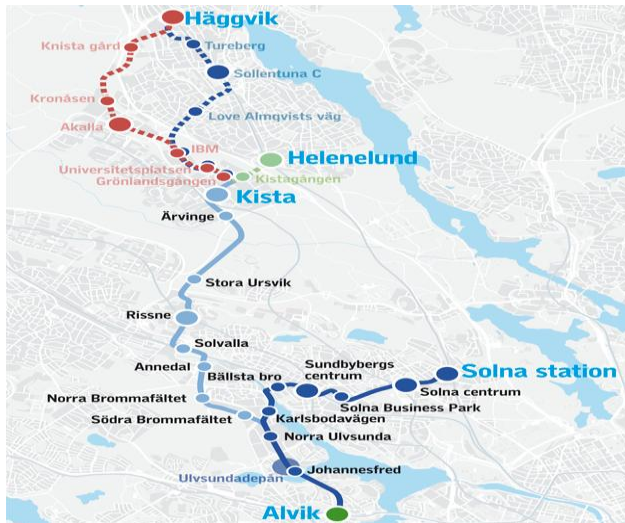 Häggvik
Knista gård
Tureberg
Sollentuna C
Kronåsen
Love Almqvists väg
Akalla
IBM
Helenelund
Universitetsplatsen
Grönlandsgången
Kistagången
Kista
Ärvinge
Stora Ursvik
Rissne
Solvalla
Annedal
Bällsta bro
Sundbybergs
centrum
Solna station
Solna centrum
Norra Brommafältet
Solna Business Park
Södra Brommafältet
Karlsbodavägen
Norra Ulvsunda
Ulvsundadepån
Johannesfred
Alvik